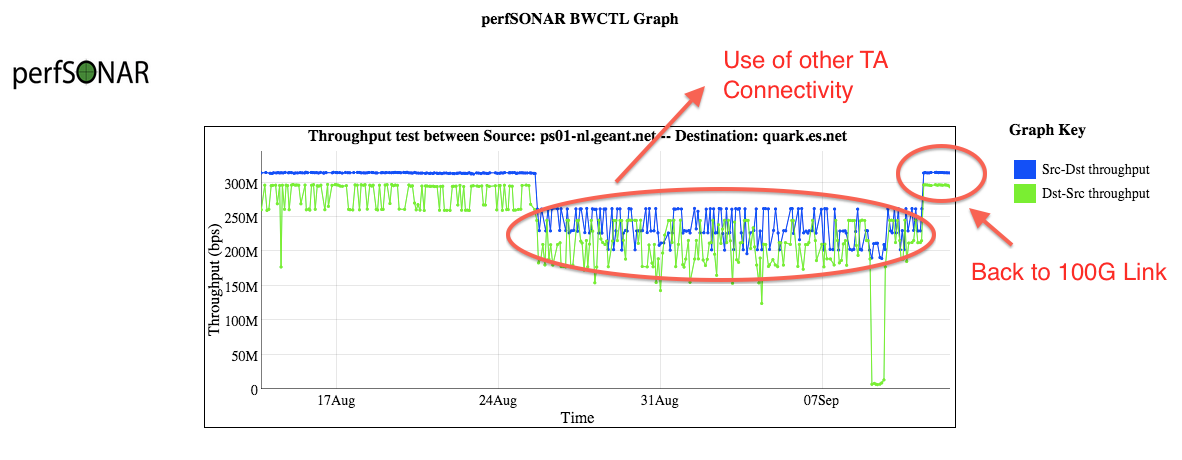 perfSONAR BWCTL Graph
perfSONAR
Use of other TA
Connectivity
Throughput test between Source: ps01-nl.geant.net -- Destination: quark.es.net
Graph Key
Src-Dst throughput
Dst-Src throughput
Back to 100G Link
Throughput (bps)
300M
250M
200M
150M
100M
50M
0
17Aug
24Aug
31Aug
07Sep
Time